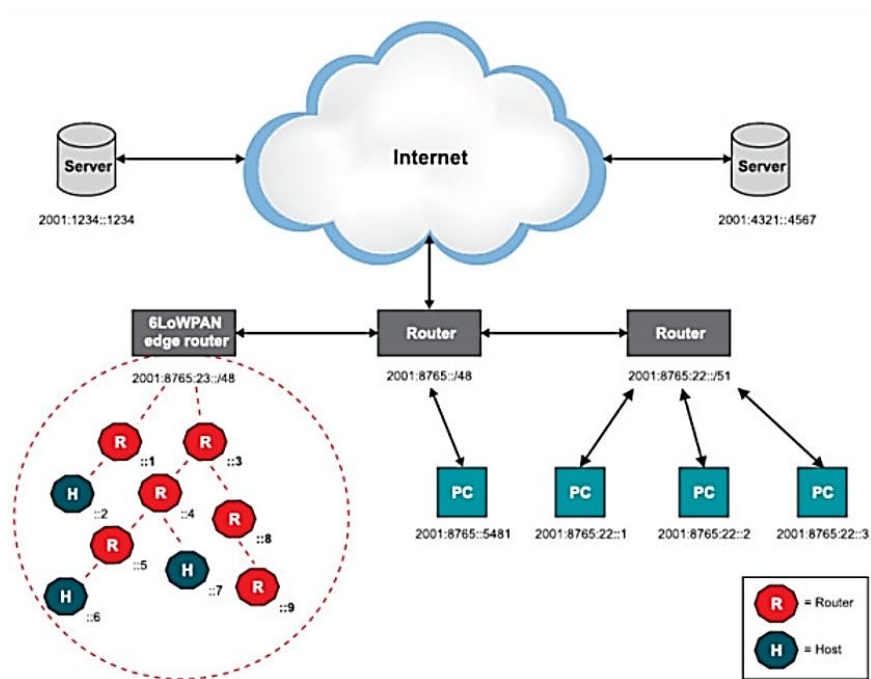 Internet
Server
2001:1234::1234
Server
2001:4321::4567
6LoWPAN
edge router
2001:8765:23::/48
Router
2001:8765::/48
Router
2001:8765:22::/51
R
::1
R
::3
H
::2
R
::4
R
::8
R
::5
H
::7
R
::9
H
::6
PC
2001:8765::5481
PC
2001:8765:22::1
PC
2001:8765:22::2
PC
2001:8765:22::3
R = Router
H = Host